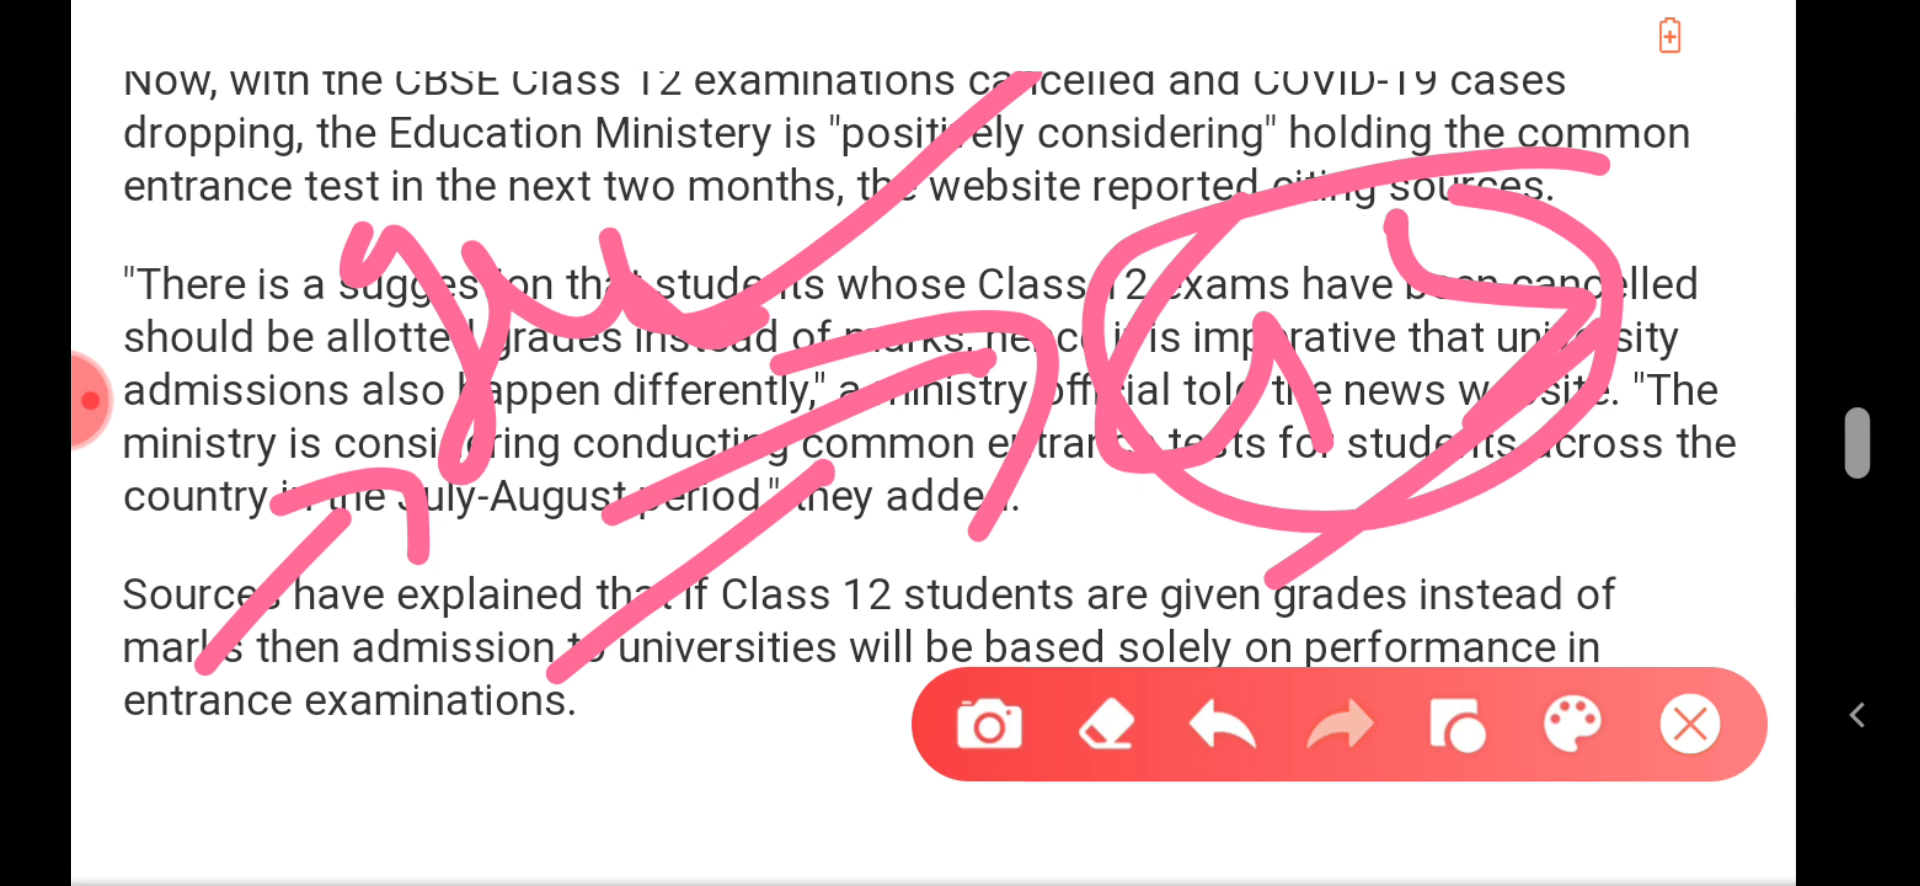 Now, with the CBSE Class 12 examinations cancelled and COVID-19 cases
dropping, the Education Ministery is "positively considering" holding the common
entrance test in the next two months, the website reported citing sources.
"There is a suggestion that students whose Class 12 exams have been cancelled
should be allotted grades instead of marks, hence it is imperative that university
admissions also happen differently," a ministry official told the news website. "The
ministry is considering conducting common entrance tests for students across the
country in the July-August period," they added.
Sources have explained that if Class 12 students are given grades instead of
marks then admission to universities will be based solely on performance in
entrance examinations.